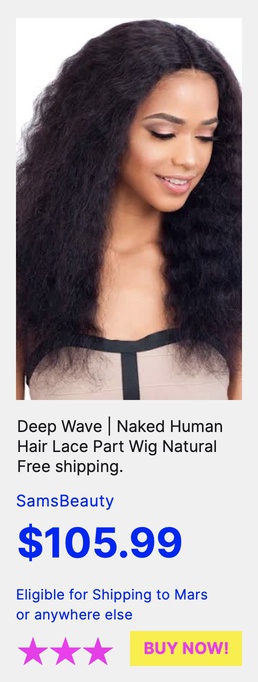 Deep Wave | Naked Human
Hair Lace Part Wig Natural
Free shipping.
SamsBeauty
$105.99
Eligible for Shipping to Mars
or anywhere else
BUY NOW!